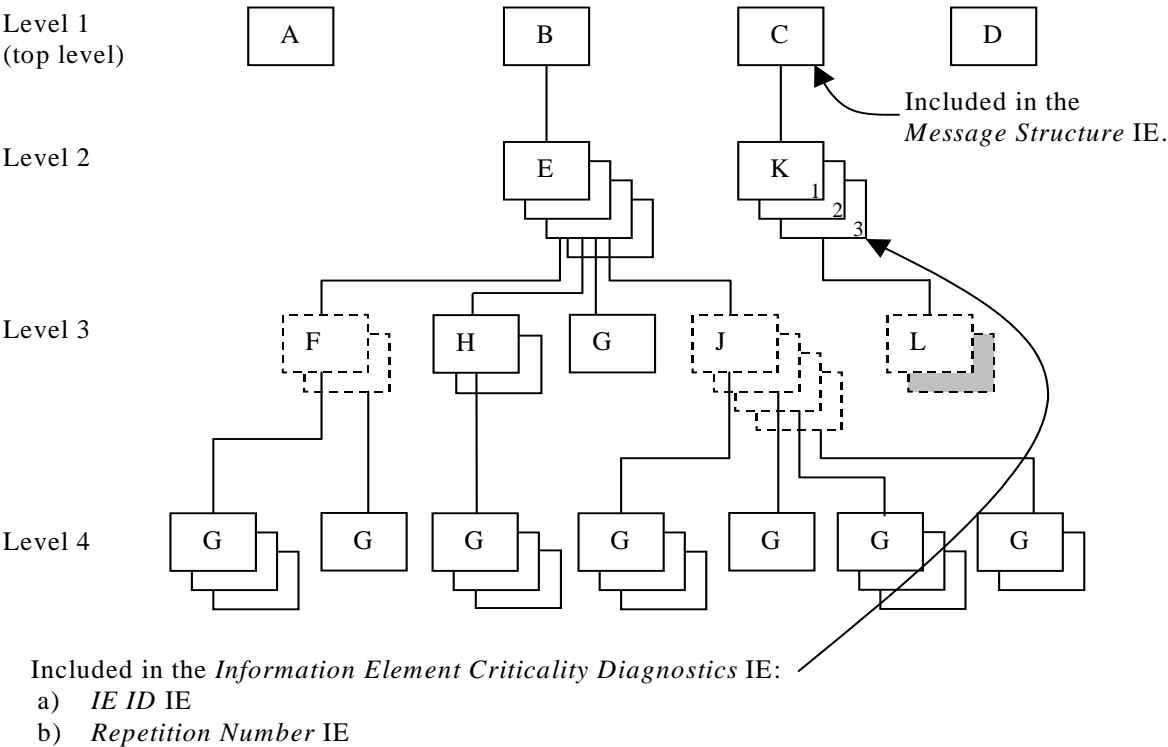 Level 1
(top level)
A
B
C
D
Included in the
Message Structure IE.
Level 2
E
K
1
2
3
Level 3
F
H
G
J
L
Level 4
G
G
G
G
G
G
G
Included in the Information Element Criticality Diagnostics IE:
a) IE ID IE
b) Repetition Number IE